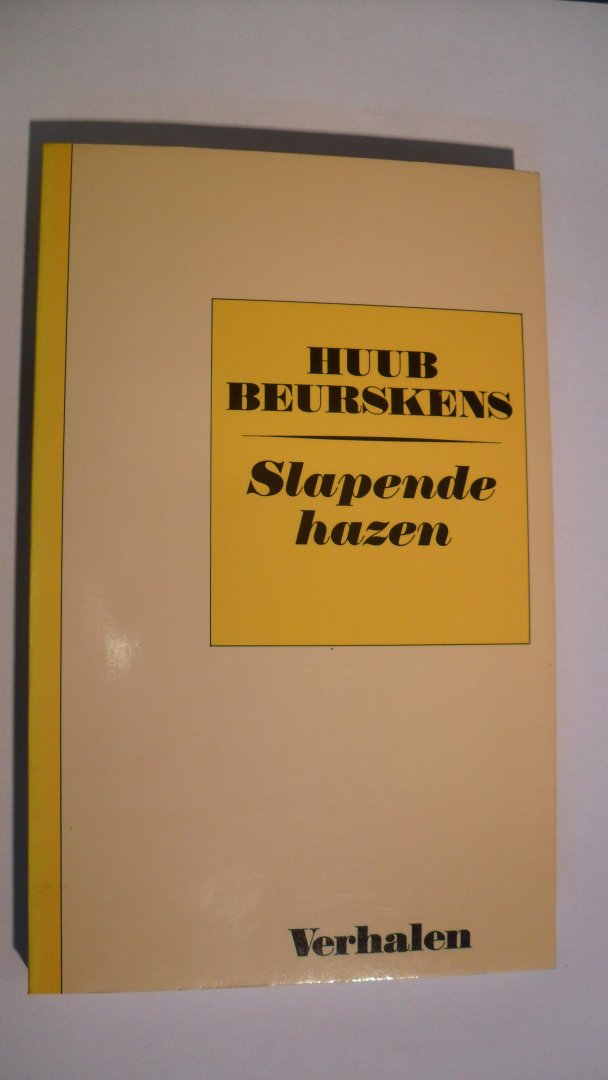 HUUB
BEURSKENS
Slapende
hazen
Verhalen